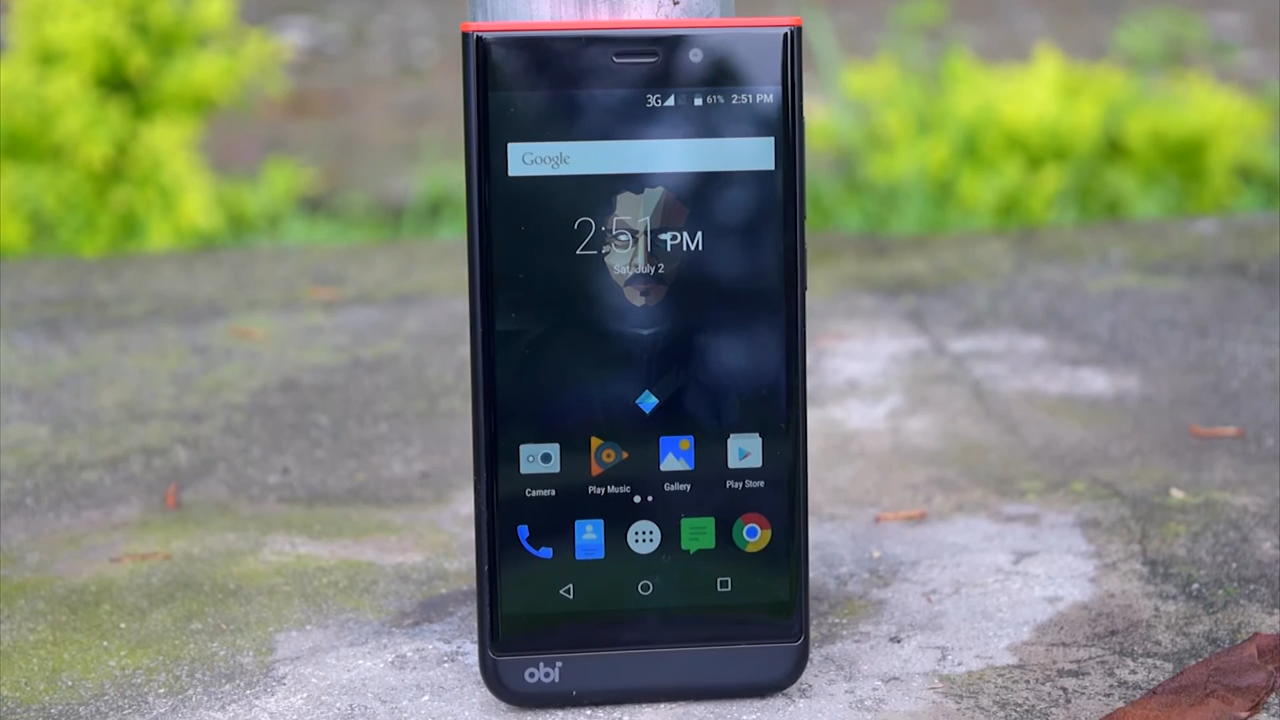 3G 61% 2:51 PM
Google
2:51 PM
Sat, July 2
Camera Play Music Gallery Play Store
obi